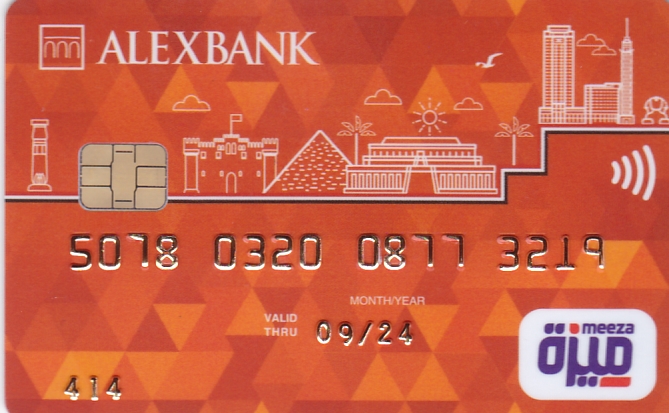 ALEXBANK
5078 0320 0877 3219
MONTH/YEAR
VALID
THRU 09/24
414
meeza
ميزة